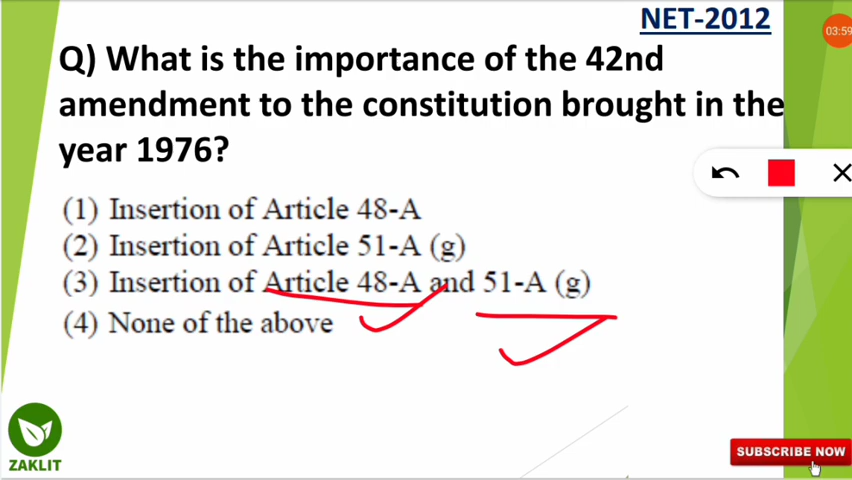 NET-2012
03:59
Q) What is the importance of the 42nd
amendment to the constitution brought in the
year 1976?
(1) Insertion of Article 48-A
(2) Insertion of Article 51-A (g)
(3) Insertion of Article 48-A and 51-A (g)
(4) None of the above
ZAKLIT
SUBSCRIBE NOW